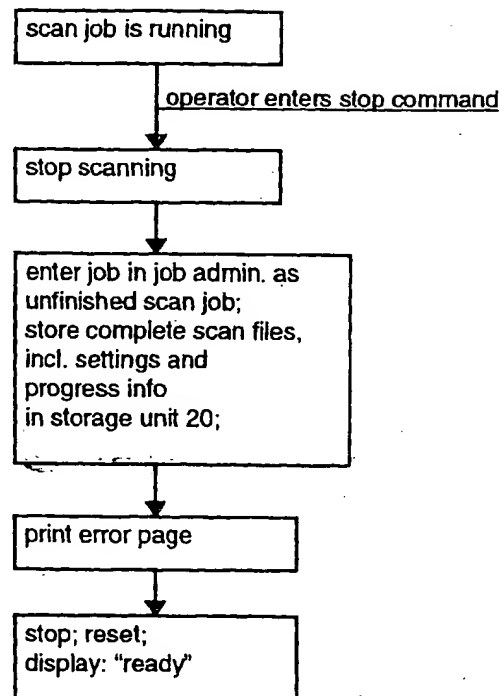 scan job is running
operator enters stop command
stop scanning
enter job in job admin. as
unfinished scan job;
store complete scan files,
incl. settings and
progress info
in storage unit 20;
print error page
stop; reset;
display: “ready”